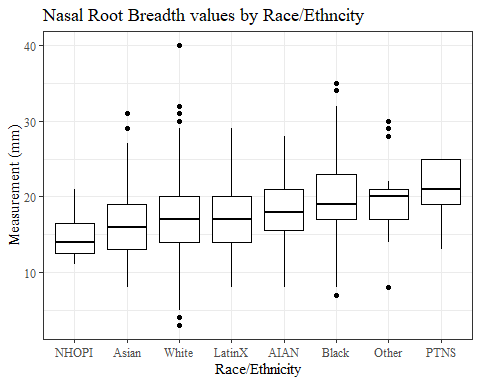 Nasal Root Breadth values by Race/Ethncity
Measurement (mm)
40
30
20
10
NHOPI Asian White LatinX AIAN Black Other PTNS
Race/Ethnicity